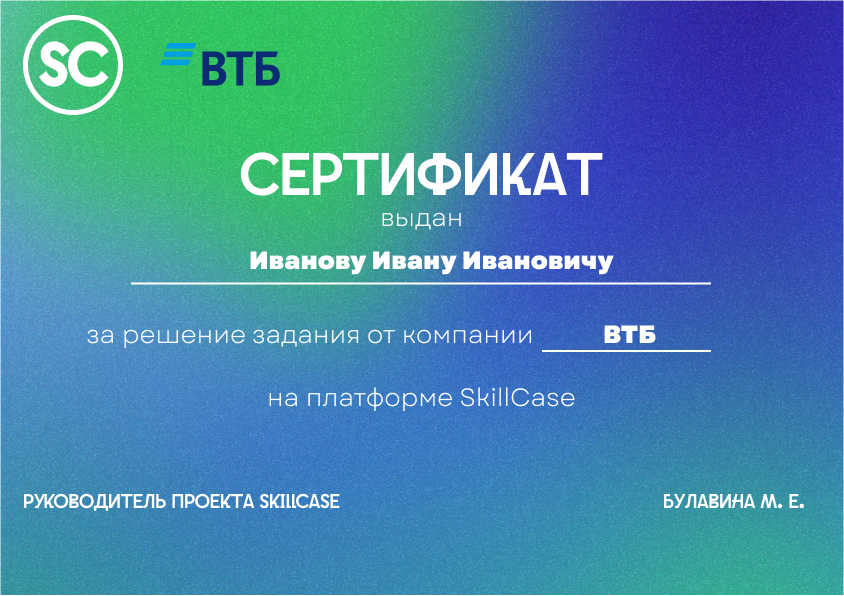 SC
ВТБ
СЕРТИФИКАТ
выдан
Иванову Ивану Ивановичу
за решение задания от компании ВТБ
на платформе SkillCase
РУКОВОДИТЕЛЬ ПРОЕКТА SKILLCASE БУЛАВИНА М. Е.